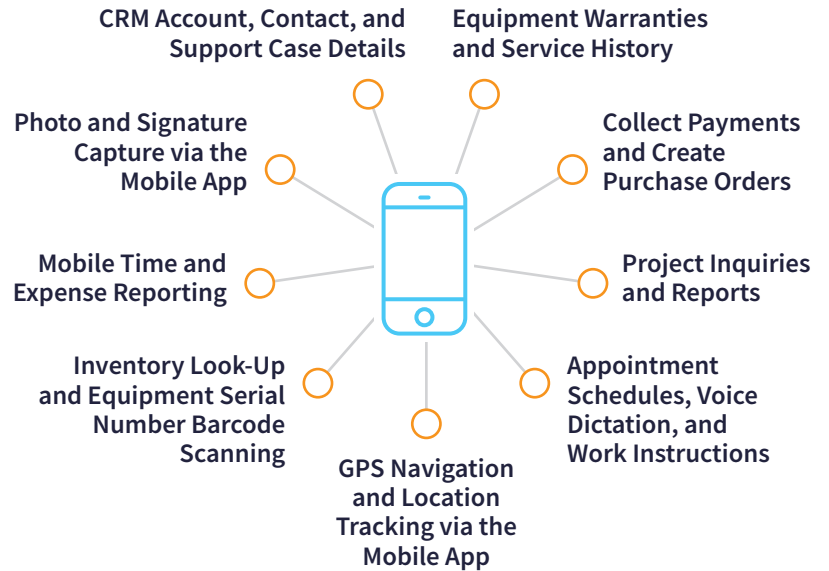 CRM Account, Contact, and
Support Case Details
Equipment Warranties
and Service History
Photo and Signature
Capture via the
Mobile App
Collect Payments
and Create
Purchase Orders
Mobile Time and
Expense Reporting
Project Inquiries
and Reports
Inventory Look-Up
and Equipment Serial
Number Barcode
Scanning
Appointment
Schedules, Voice
Dictation, and
Work Instructions
GPS Navigation
and Location
Tracking via the
Mobile App